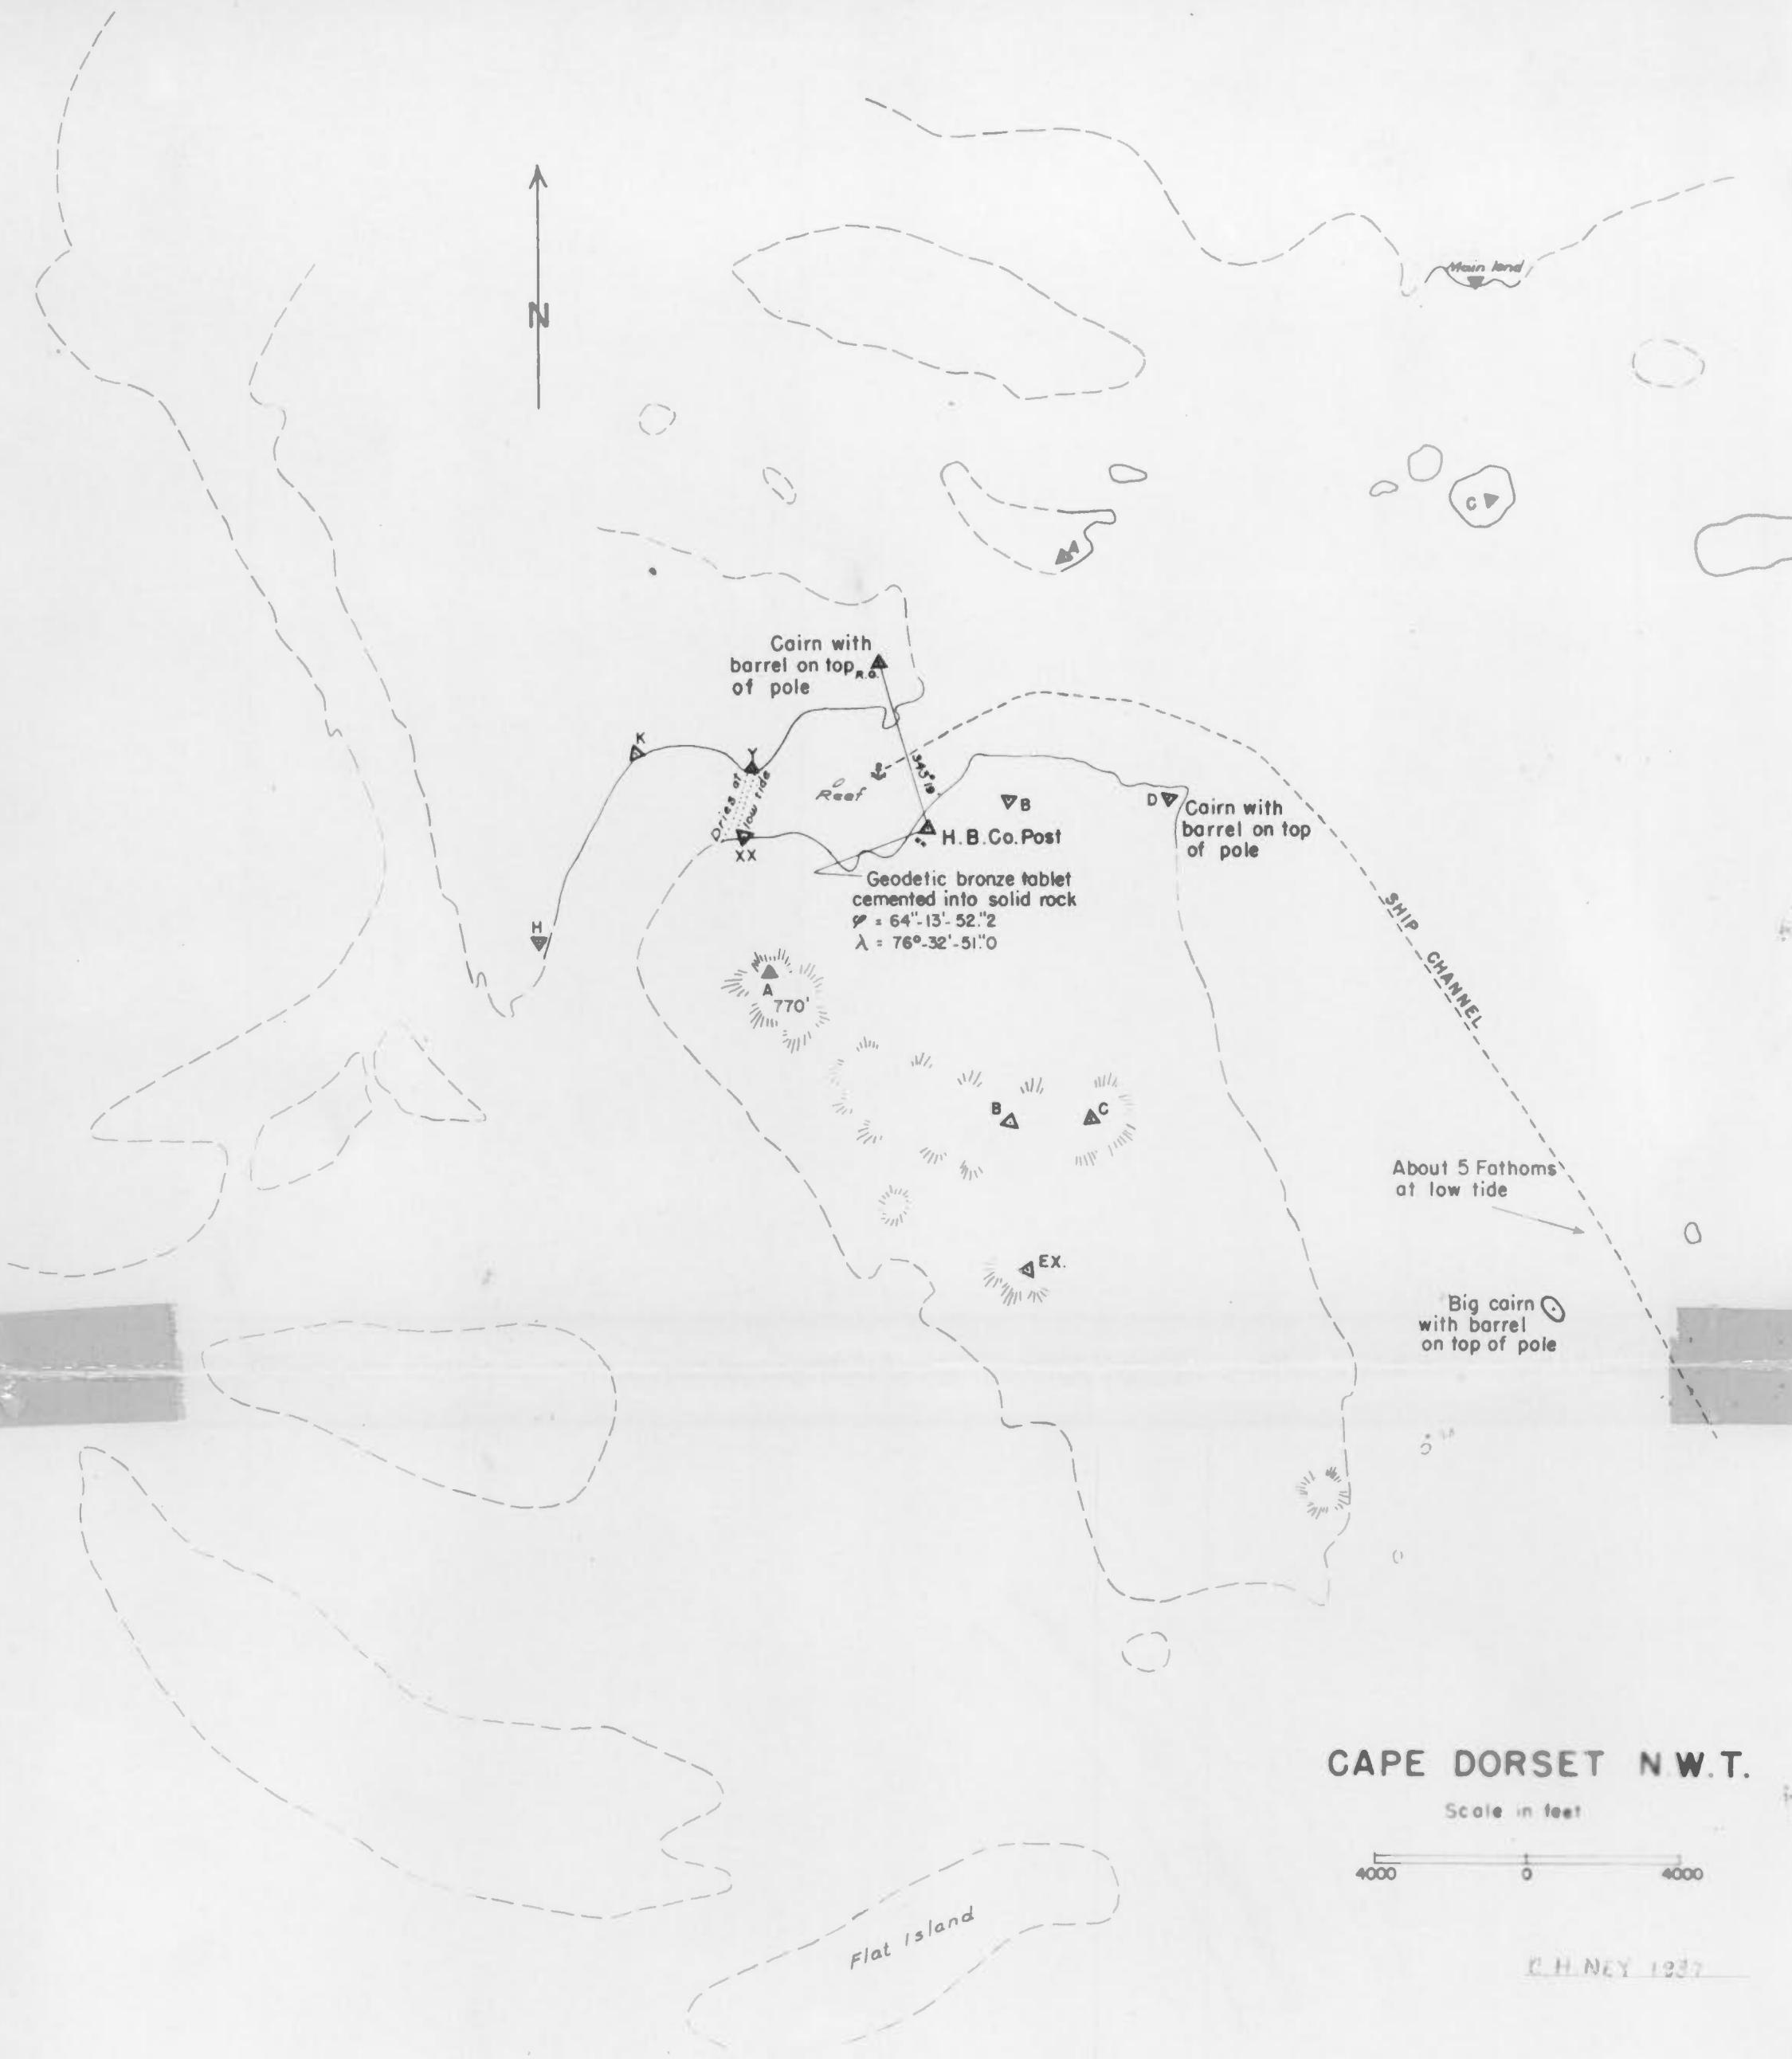 N
Main land
C
A
Cairn with
barrel on top
of pole
R.O.
K
Y
Dries at
low tide
XX
Reef
345° 19'
B
D
Cairn with
barrel on top
of pole
H.B.Co.Post
Geodetic bronze tablet
cemented into solid rock
φ = 64"-13'-52."2
λ = 76°-32'-51."0
H
SHIP CHANNEL
A
770'
B
C
EX.
About 5 Fathoms
at low tide
Big cairn
with barrel
on top of pole
CAPE DORSET N.W.T.
Scale in feet
4000 0 4000
Flat Island
C.H.NEY 1937